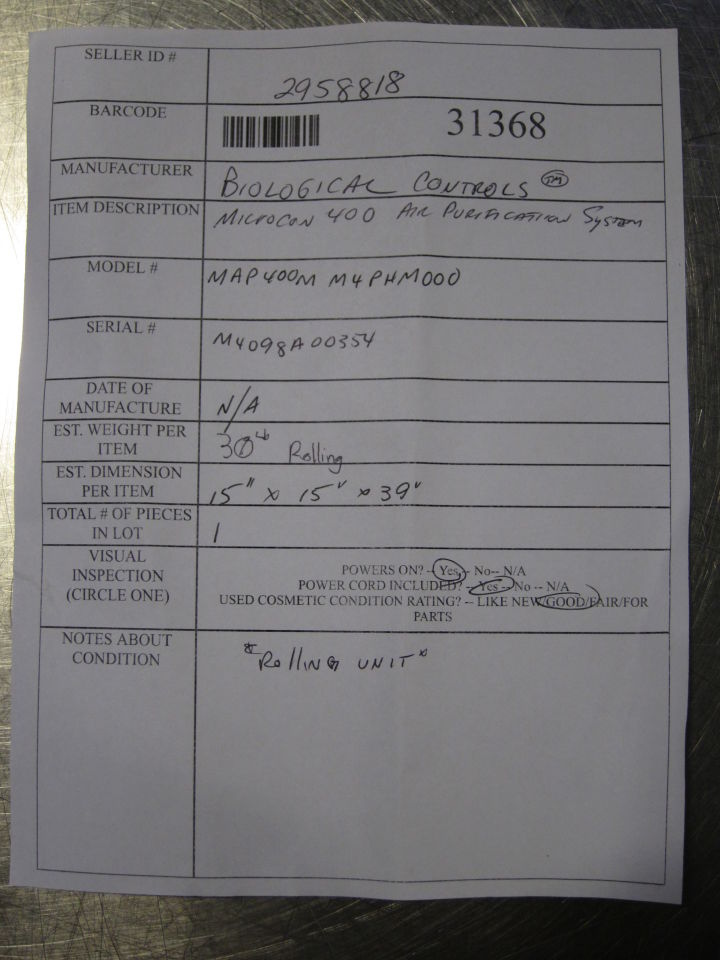 SELLER ID #
2958818
BARCODE
31368
MANUFACTURER
BIOLOGICAL CONTROLS TM
ITEM DESCRIPTION
MICROCON 400 AIR PURIFICATION SYSTEM
MODEL #
MAP400M M4PHM000
SERIAL #
M4098A00354
DATE OF
MANUFACTURE
N/A
EST. WEIGHT PER
ITEM
Rolling
EST. DIMENSION
PER ITEM
15" x 15" x 39"
TOTAL # OF PIECES
IN LOT
1
VISUAL
INSPECTION
(CIRCLE ONE)
POWERS ON? -- Yes -- No-- N/A
POWER CORD INCLUDED? -- Yes -- No -- N/A
USED COSMETIC CONDITION RATING? -- LIKE NEW/GOOD/FAIR/FOR
PARTS
NOTES ABOUT
CONDITION
*Rolling UNIT*